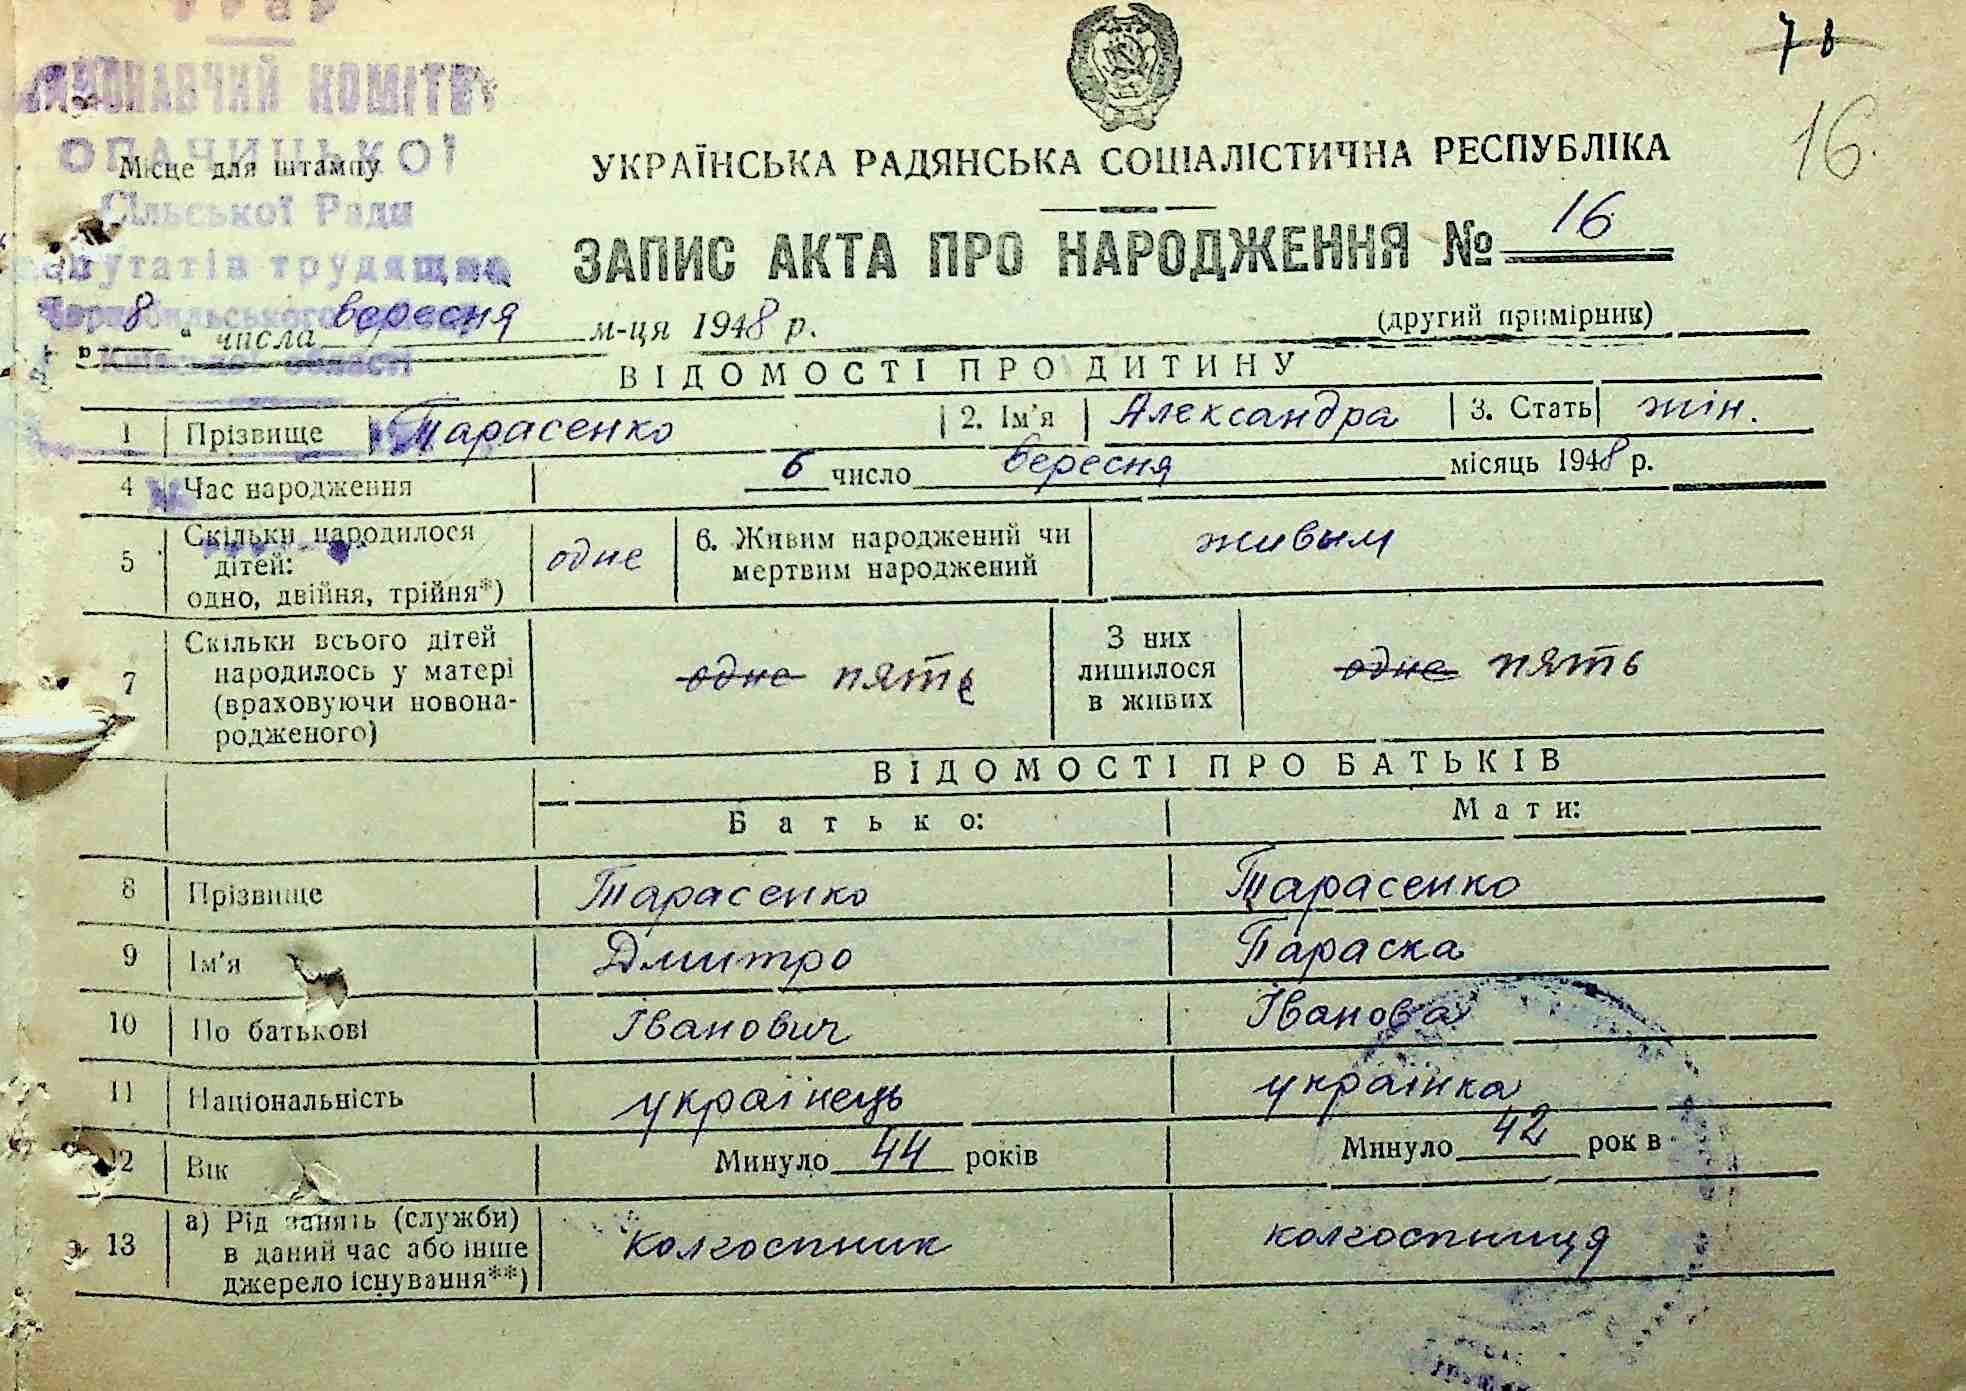 УРСР
ВИКОНАВЧИЙ КОМІТЕТ
ОПАЧИЦЬКОЇ
Сільської Ради
депутатів трудящих
Чорнобильського
Київської області
78
16.
Місце для штампу
УКРАЇНСЬКА РАДЯНСЬКА СОЦІАЛІСТИЧНА РЕСПУБЛІКА
ЗАПИС АКТА ПРО НАРОДЖЕННЯ № 16
„ 8 “ числа вересня м-ця 1948 р. (другий примірник)
ВІДОМОСТІ ПРО ДИТИНУ
1 Прізвище Тарасенко 2. Ім'я Александра 3. Стать жін.
4 Час народження 6 число вересня місяць 1948 р.
5 Скільки народилося дітей: одно, двійня, трійня*) одне 6. Живим народжений чи мертвим народжений живым
7 Скільки всього дітей народилось у матері (враховуючи новонародженого) одне пять З них лишилося в живих одне пять
ВІДОМОСТІ ПРО БАТЬКІВ
Батько: Мати:
8 Прізвище Тарасенко Тарасенко
9 Ім'я Дмитро Параска
10 По батькові Іванович Іванова
11 Національність українець українка
12 Вік Минуло 44 років Минуло 42 рок в
13 а) Рід занять (служби) в даний час або інше джерело існування**) колгоспник колгоспниця